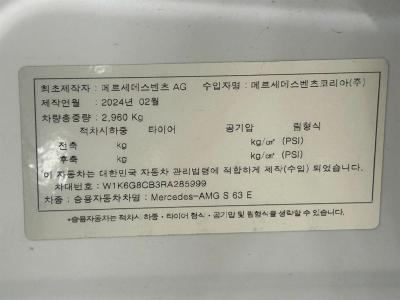 최초제작자 : 메르세데스벤츠 AG 수입자명 : 메르세데스벤츠코리아(주)
제작연월 : 2024년 02월
차량총중량 : 2,960 Kg
적차시하중 타이어 공기압 림형식
전축 kg kg/㎠ (PSI)
후축 kg kg/㎠ (PSI)
이 자동차는 대한민국 자동차 관리법령에 적합하게 제작(수입) 되었습니다.
차대번호 : W1K6G8CB3RA285999
차종 : 승용자동차차명 : Mercedes-AMG S 63 E
*승용자동차는 적차시 하중·타이어 형식·공기압 및 림형식을 생략할 수 있습니다.